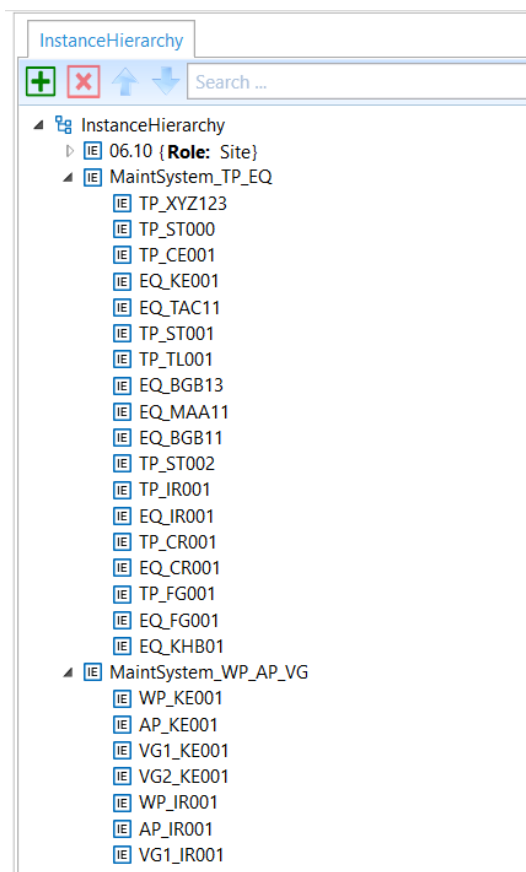 InstanceHierarchy
Search ...
InstanceHierarchy
IE 06.10 {Role: Site}
IE MaintSystem_TP_EQ
IE TP_XYZ123
IE TP_ST000
IE TP_CE001
IE EQ_KE001
IE EQ_TAC11
IE TP_ST001
IE TP_TL001
IE EQ_BGB13
IE EQ_MAA11
IE EQ_BGB11
IE TP_ST002
IE TP_IR001
IE EQ_IR001
IE TP_CR001
IE EQ_CR001
IE TP_FG001
IE EQ_FG001
IE EQ_KHB01
IE MaintSystem_WP_AP_VG
IE WP_KE001
IE AP_KE001
IE VG1_KE001
IE VG2_KE001
IE WP_IR001
IE AP_IR001
IE VG1_IR001